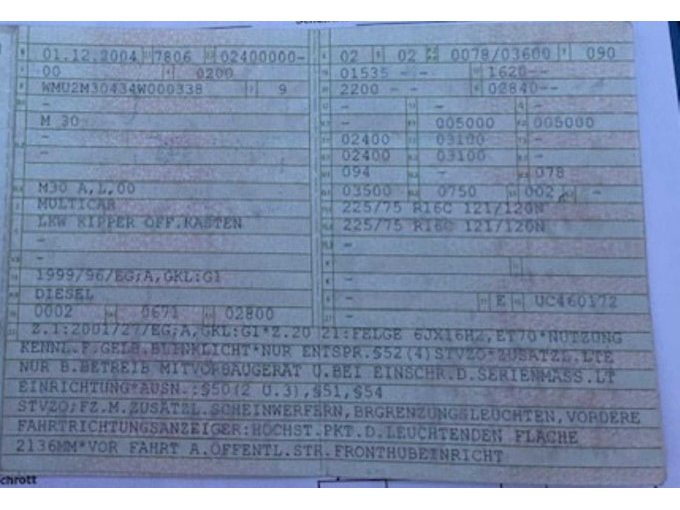 01.12.2004 7806 02400000-
00 0200
WMU2M30434W000338 9
-
M 30
-
-
M30 A,L,00
MULTICAR
LKW KIPPER OFF.KASTEN
-
-
1999/96/EG;A,GKL:G1
DIESEL
0002 0671 02800
02 02 0078/03600 090
01535 -- 1620--
2200 - 02840--
- - -
- 005000 005000
02400 03100 -
02400 03100 -
094 - 078
03500 0750 002 -
225/75 R16C 121/120N
225/75 R16C 121/120N
-
-
-
- E UC460172
Z.1:2001/27/EG;A,GKL:G1*Z.20 21:FELGE 6JX16H2,ET70*NUTZUNG
KENNL.F.GELB.BLINKLICHT*NUR ENTSPR.§52(4)STVZO*ZUSATZL.LTE
NUR B.BETREIB MITVORBAUGERAT U.BEI EINSCHR.D.SERIENMASS.LT
EINRICHTUNG*AUSN.:§50(2 U.3),§51,§54
STVZO;FZ.M.ZUSATZL.SCHEINWERFERN,BRGRENZUNGSLEUCHTEN,VORDERE
FAHRTRICHTUNGSANZEIGER:HÖCHST.PKT.D.LEUCHTENDEN FLÄCHE
2136MM*VOR FAHRT A.ÖFFENTL.STR.FRONTHUBEINRICHT
chrott